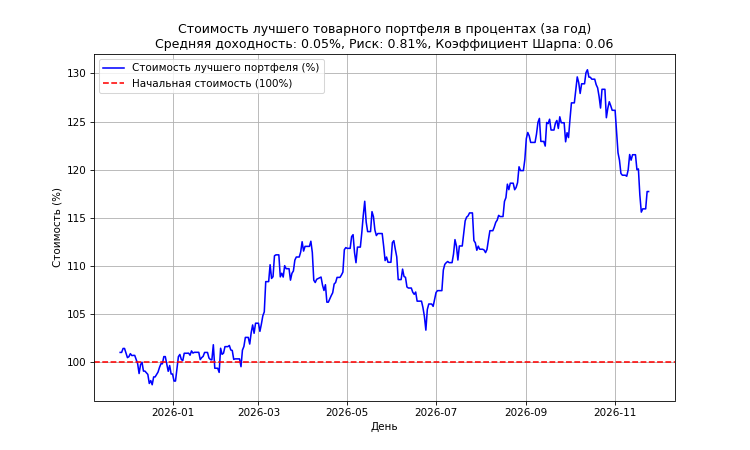 Стоимость лучшего товарного портфеля в процентах (за год)
Средняя доходность: 0.05%, Риск: 0.81%, Коэффициент Шарпа: 0.06
Стоимость лучшего портфеля (%)
Начальная стоимость (100%)
Стоимость (%)
130
125
120
115
110
105
100
2026-01
2026-03
2026-05
2026-07
2026-09
2026-11
День